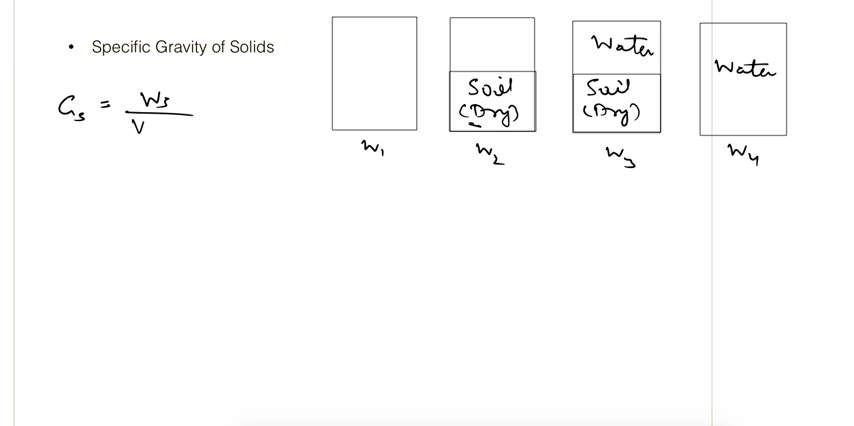 • Specific Gravity of Solids
Gs = Ws
V
Soil
(Dry)
Water
Soil
(Dry)
Water
W1
W2
W3
W4